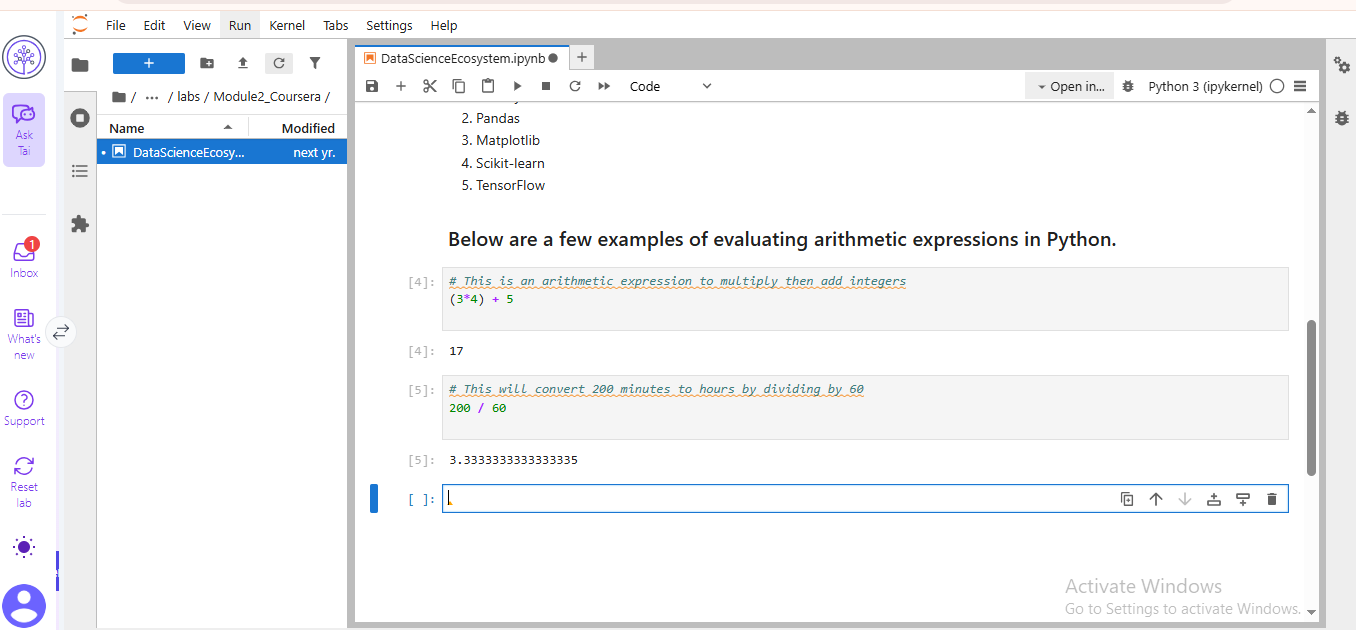 File Edit View Run Kernel Tabs Settings Help
Ask
Tai
1
Inbox
What's
new
Support
Reset
lab
+
/ ... / labs / Module2_Coursera /
Name Modified
DataScienceEcosy... next yr.
DataScienceEcosystem.ipynb
+
Code
Open in...
Python 3 (ipykernel)
2. Pandas
3. Matplotlib
4. Scikit-learn
5. TensorFlow
Below are a few examples of evaluating arithmetic expressions in Python.
[4]: # This is an arithmetic expression to multiply then add integers
(3*4) + 5
[4]: 17
[5]: # This will convert 200 minutes to hours by dividing by 60
200 / 60
[5]: 3.3333333333333335
[ ]:
Activate Windows
Go to Settings to activate Windows.